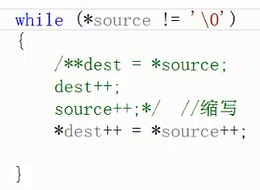 while (*source != '\0')
{
/**dest = *source;
dest++;
source++;*/ //缩写
*dest++ = *source++;
}